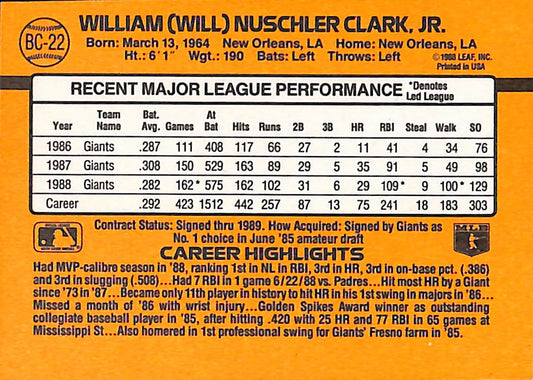 BC-22
WILLIAM (WILL) NUSCHLER CLARK, JR.
Born: March 13, 1964 New Orleans, LA Home: New Orleans, LA
Ht.: 6'1" Wgt.: 190 Bats: Left Throws: Left
©1988 LEAF, INC.
Printed in USA
RECENT MAJOR LEAGUE PERFORMANCE *Denotes Led League
Year Team Name Bat. Avg. Games At Bat Hits Runs 2B 3B HR RBI Steal Walk SO
1986 Giants .287 111 408 117 66 27 2 11 41 4 34 76
1987 Giants .308 150 529 163 89 29 5 35 91 5 49 98
1988 Giants .282 162* 575 162 102 31 6 29 109* 9 100* 129
Career .292 423 1512 442 257 87 13 75 241 18 183 303
Contract Status: Signed thru 1989. How Acquired: Signed by Giants as
No. 1 choice in June '85 amateur draft
MLB
CAREER HIGHLIGHTS
Had MVP-calibre season in '88, ranking 1st in NL in RBI, 3rd in HR, 3rd in on-base pct. (.386)
and 3rd in slugging (.508)...Had 7 RBI in 1 game 6/22/88 vs. Padres...Hit most HR by a Giant
since '73 in '87...Became only 11th player in history to hit HR in his 1st swing in majors in '86...
Missed a month of '86 with wrist injury...Golden Spikes Award winner as outstanding
collegiate baseball player in '85, after hitting .420 with 25 HR and 77 RBI in 65 games at
Mississippi St...Also homered in 1st professional swing for Giants' Fresno farm in '85.